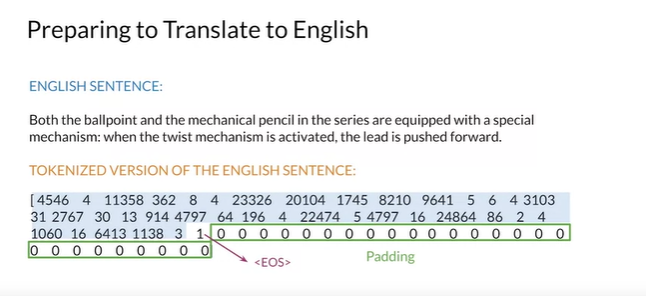 Preparing to Translate to English
ENGLISH SENTENCE:
Both the ballpoint and the mechanical pencil in the series are equipped with a special
mechanism: when the twist mechanism is activated, the lead is pushed forward.
TOKENIZED VERSION OF THE ENGLISH SENTENCE:
[ 4546 4 11358 362 8 4 23326 20104 1745 8210 9641 5 6 4 3103
31 2767 30 13 914 4797 64 196 4 22474 5 4797 16 24864 86 2 4
1060 16 6413 1138 3 1 0 0 0 0 0 0 0 0 0 0 0 0 0 0 0 0 0
0 0 0 0 0 0 0 0 0]
<EOS>
Padding